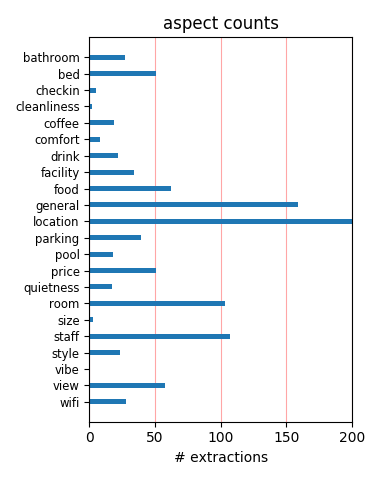 aspect counts
bathroom
bed
checkin
cleanliness
coffee
comfort
drink
facility
food
general
location
parking
pool
price
quietness
room
size
staff
style
vibe
view
wifi
0 50 100 150 200
# extractions